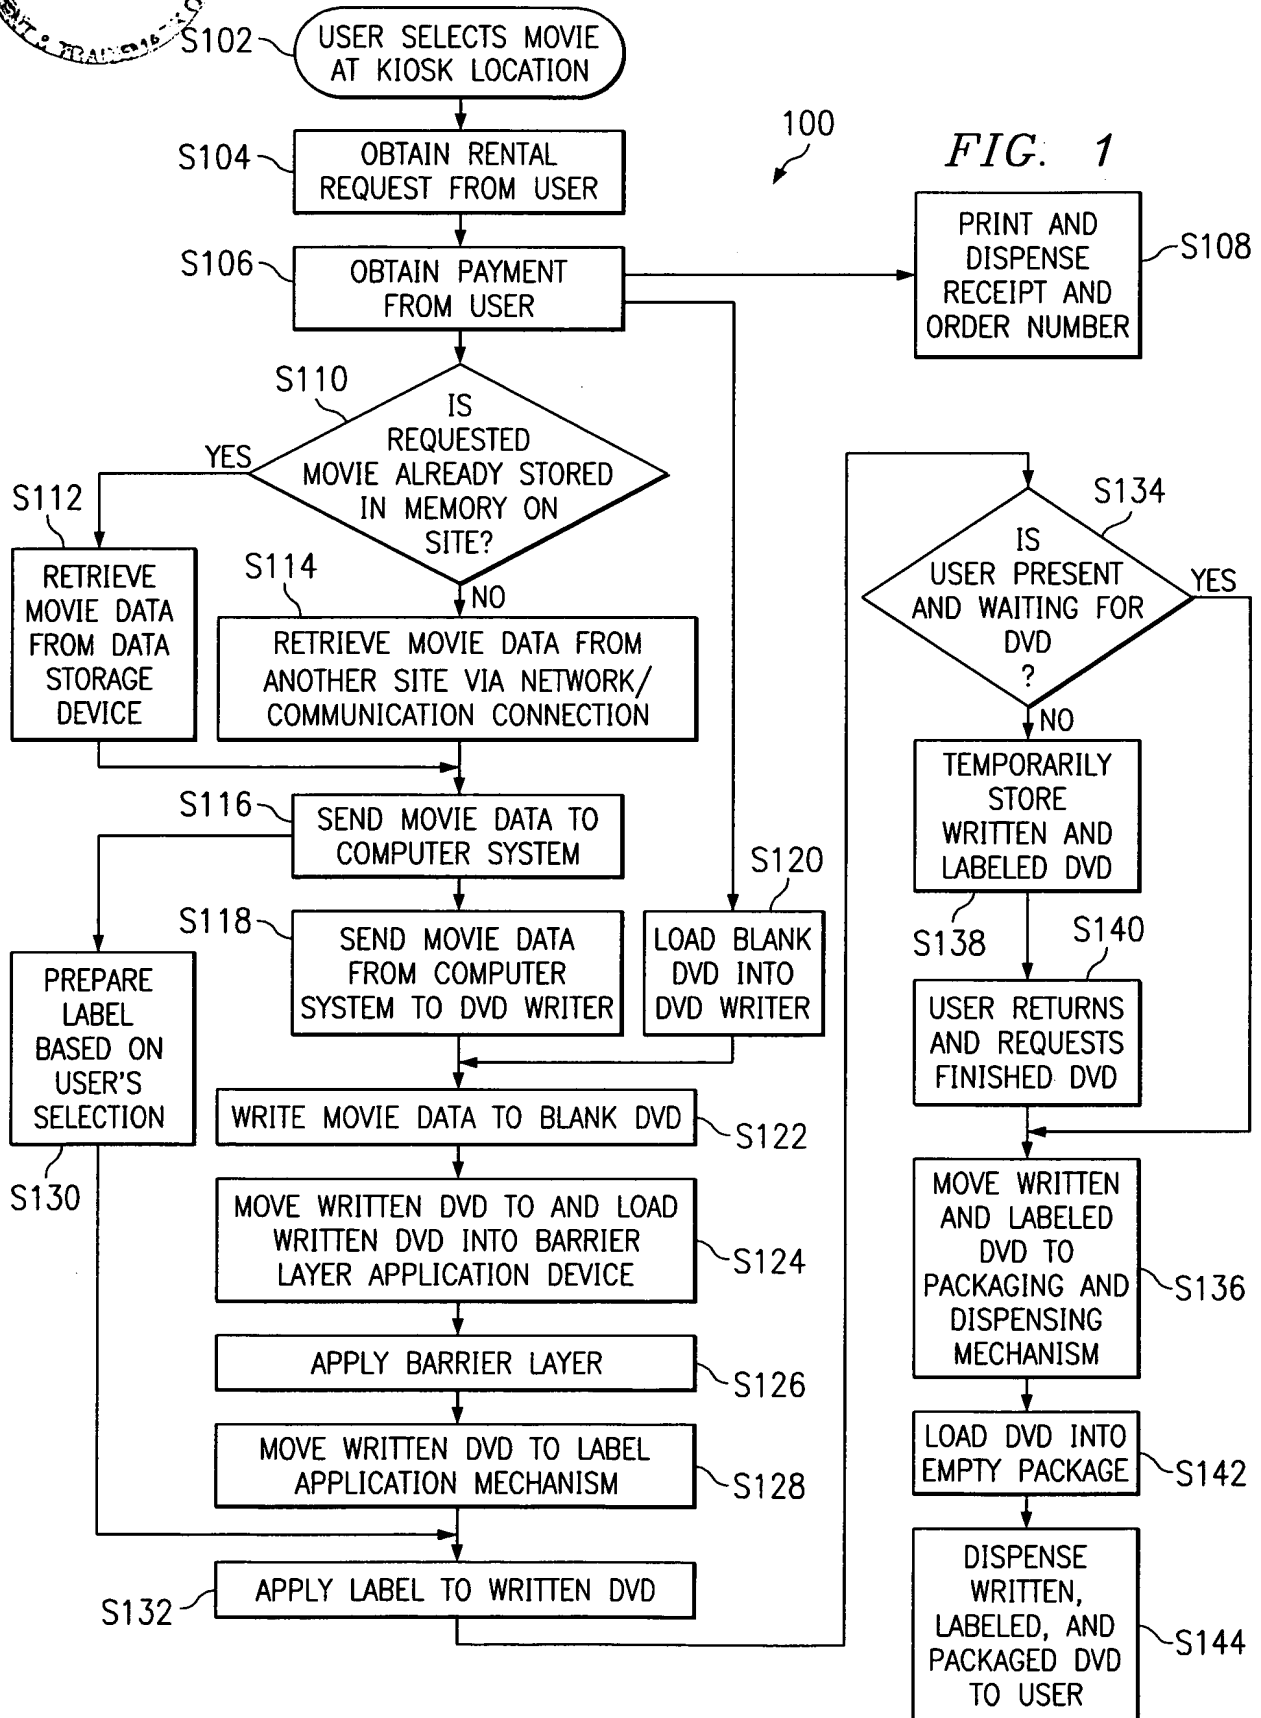 S102
USER SELECTS MOVIE
AT KIOSK LOCATION
100
FIG. 1
S104
OBTAIN RENTAL
REQUEST FROM USER
S106
OBTAIN PAYMENT
FROM USER
PRINT AND
DISPENSE
RECEIPT AND
ORDER NUMBER
S108
S110
IS
REQUESTED
MOVIE ALREADY STORED
IN MEMORY ON
SITE?
YES
NO
S112
RETRIEVE
MOVIE DATA
FROM DATA
STORAGE
DEVICE
S114
RETRIEVE MOVIE DATA FROM
ANOTHER SITE VIA NETWORK/
COMMUNICATION CONNECTION
S116
SEND MOVIE DATA TO
COMPUTER SYSTEM
S118
SEND MOVIE DATA
FROM COMPUTER
SYSTEM TO DVD WRITER
S120
LOAD BLANK
DVD INTO
DVD WRITER
PREPARE
LABEL
BASED ON
USER'S
SELECTION
S130
WRITE MOVIE DATA TO BLANK DVD
S122
MOVE WRITTEN DVD TO AND LOAD
WRITTEN DVD INTO BARRIER
LAYER APPLICATION DEVICE
S124
APPLY BARRIER LAYER
S126
MOVE WRITTEN DVD TO LABEL
APPLICATION MECHANISM
S128
S132
APPLY LABEL TO WRITTEN DVD
S134
IS
USER PRESENT
AND WAITING FOR
DVD
?
YES
NO
TEMPORARILY
STORE
WRITTEN AND
LABELED DVD
S138
S140
USER RETURNS
AND REQUESTS
FINISHED DVD
MOVE WRITTEN
AND LABELED
DVD TO
PACKAGING AND
DISPENSING
MECHANISM
S136
LOAD DVD INTO
EMPTY PACKAGE
S142
DISPENSE
WRITTEN,
LABELED, AND
PACKAGED DVD
TO USER
S144